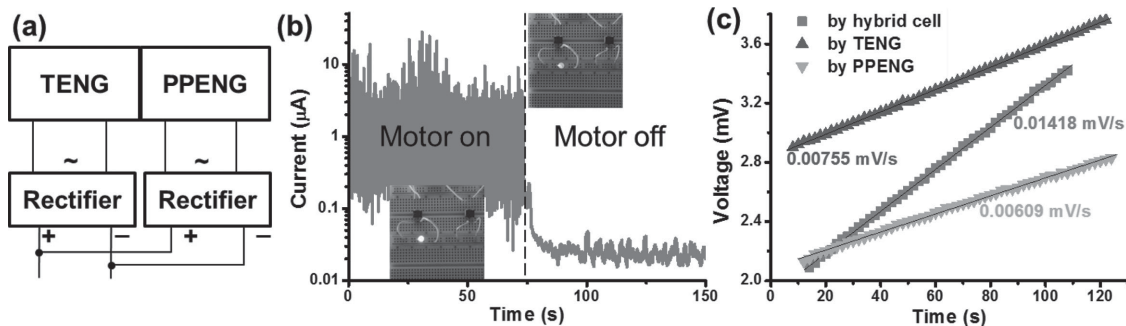 (a)
TENG
PPENG
~
~
Rectifier
Rectifier
+
−
+
−
(b)
Current (μA)
10
1
0.1
0.01
Motor on
Motor off
0
50
75
100
150
Time (s)
(c)
by hybrid cell
by TENG
by PPENG
Voltage (mV)
3.6
3.2
2.8
2.4
2.0
0.01418 mV/s
0.00755 mV/s
0.00609 mV/s
0
20
40
60
80
100
120
Time (s)